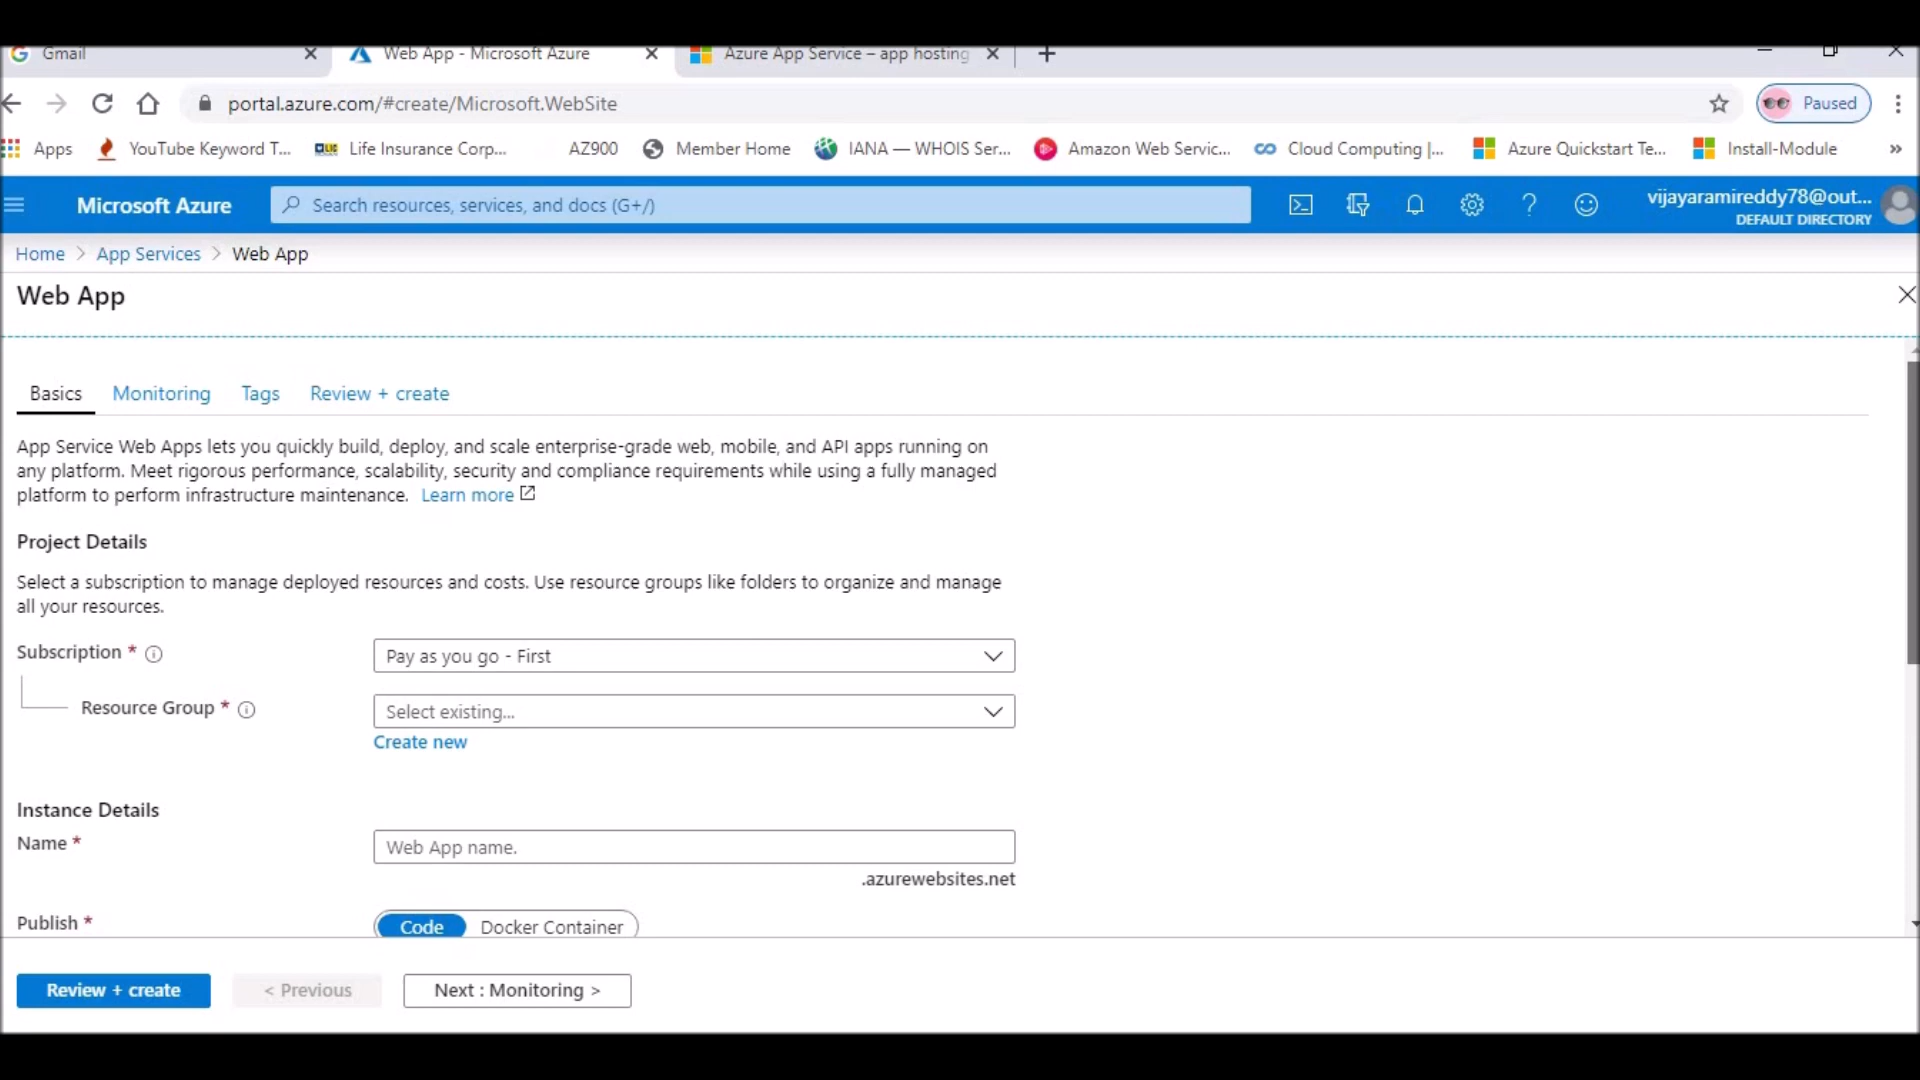 Gmail
Web App - Microsoft Azure
Azure App Service – app hosting
portal.azure.com/#create/Microsoft.WebSite
Paused
Apps
YouTube Keyword T...
LIC
Life Insurance Corp...
AZ900
Member Home
IANA — WHOIS Ser...
Amazon Web Servic...
Cloud Computing |...
Azure Quickstart Te...
Install-Module
»
Microsoft Azure
Search resources, services, and docs (G+/)
vijayaramireddy78@out...
DEFAULT DIRECTORY
Home > App Services > Web App
Web App
Basics
Monitoring
Tags
Review + create
App Service Web Apps lets you quickly build, deploy, and scale enterprise-grade web, mobile, and API apps running on
any platform. Meet rigorous performance, scalability, security and compliance requirements while using a fully managed
platform to perform infrastructure maintenance. Learn more
Project Details
Select a subscription to manage deployed resources and costs. Use resource groups like folders to organize and manage
all your resources.
Subscription *
Pay as you go - First
Resource Group *
Select existing...
Create new
Instance Details
Name *
Web App name.
.azurewebsites.net
Publish *
Code
Docker Container
Review + create
< Previous
Next : Monitoring >